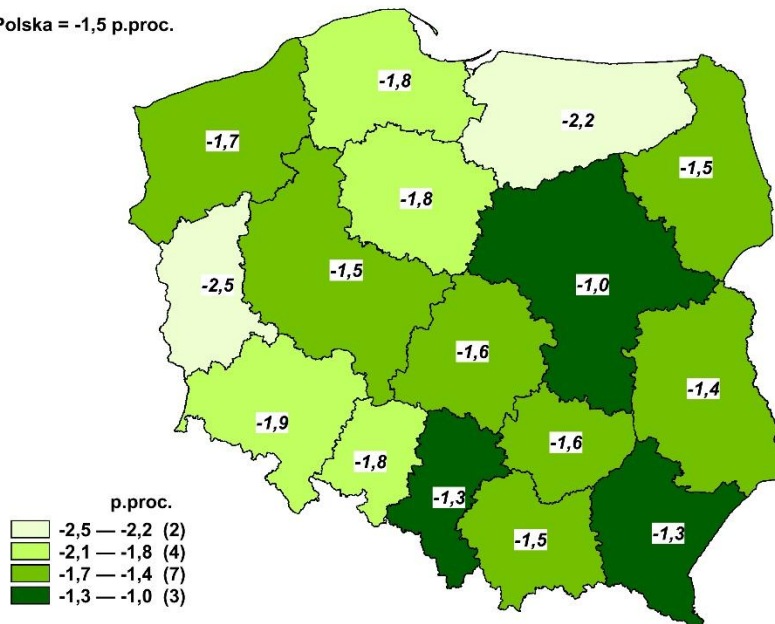 Polska = -1,5 p.proc.
-1,8
-2,2
-1,7
-1,5
-1,8
-1,5
-2,5
-1,0
-1,6
-1,4
-1,9
-1,6
-1,8
-1,3
-1,5
-1,3
p.proc.
-2,5 — -2,2 (2)
-2,1 — -1,8 (4)
-1,7 — -1,4 (7)
-1,3 — -1,0 (3)